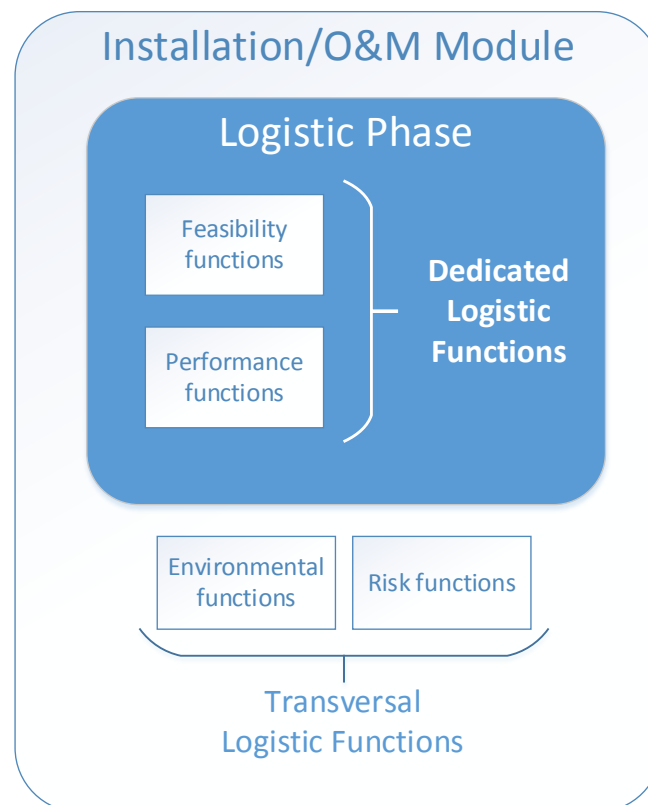 Installation/O&M Module
Logistic Phase
Feasibility
functions
Performance
functions
Dedicated
Logistic
Functions
Environmental
functions
Risk functions
Transversal
Logistic Functions